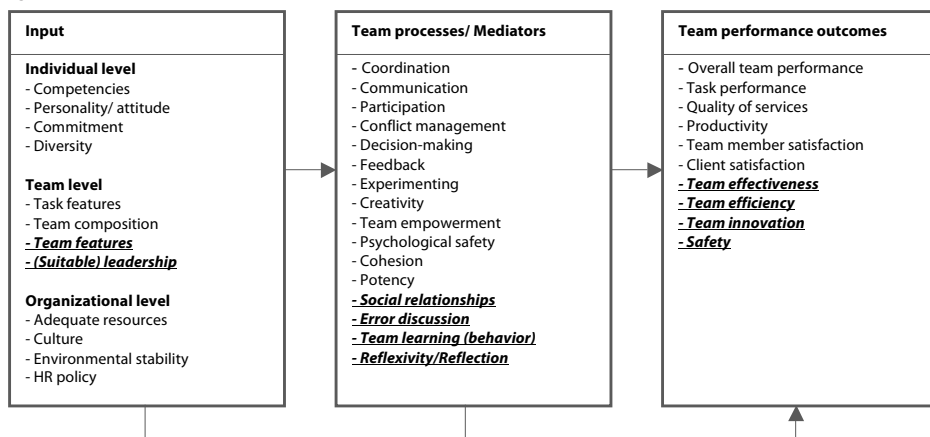 Input
Individual level
- Competencies
- Personality/ attitude
- Commitment
- Diversity
Team level
- Task features
- Team composition
- Team features
- (Suitable) leadership
Organizational level
- Adequate resources
- Culture
- Environmental stability
- HR policy
Team processes/ Mediators
- Coordination
- Communication
- Participation
- Conflict management
- Decision-making
- Feedback
- Experimenting
- Creativity
- Team empowerment
- Psychological safety
- Cohesion
- Potency
- Social relationships
- Error discussion
- Team learning (behavior)
- Reflexivity/Reflection
Team performance outcomes
- Overall team performance
- Task performance
- Quality of services
- Productivity
- Team member satisfaction
- Client satisfaction
- Team effectiveness
- Team efficiency
- Team innovation
- Safety